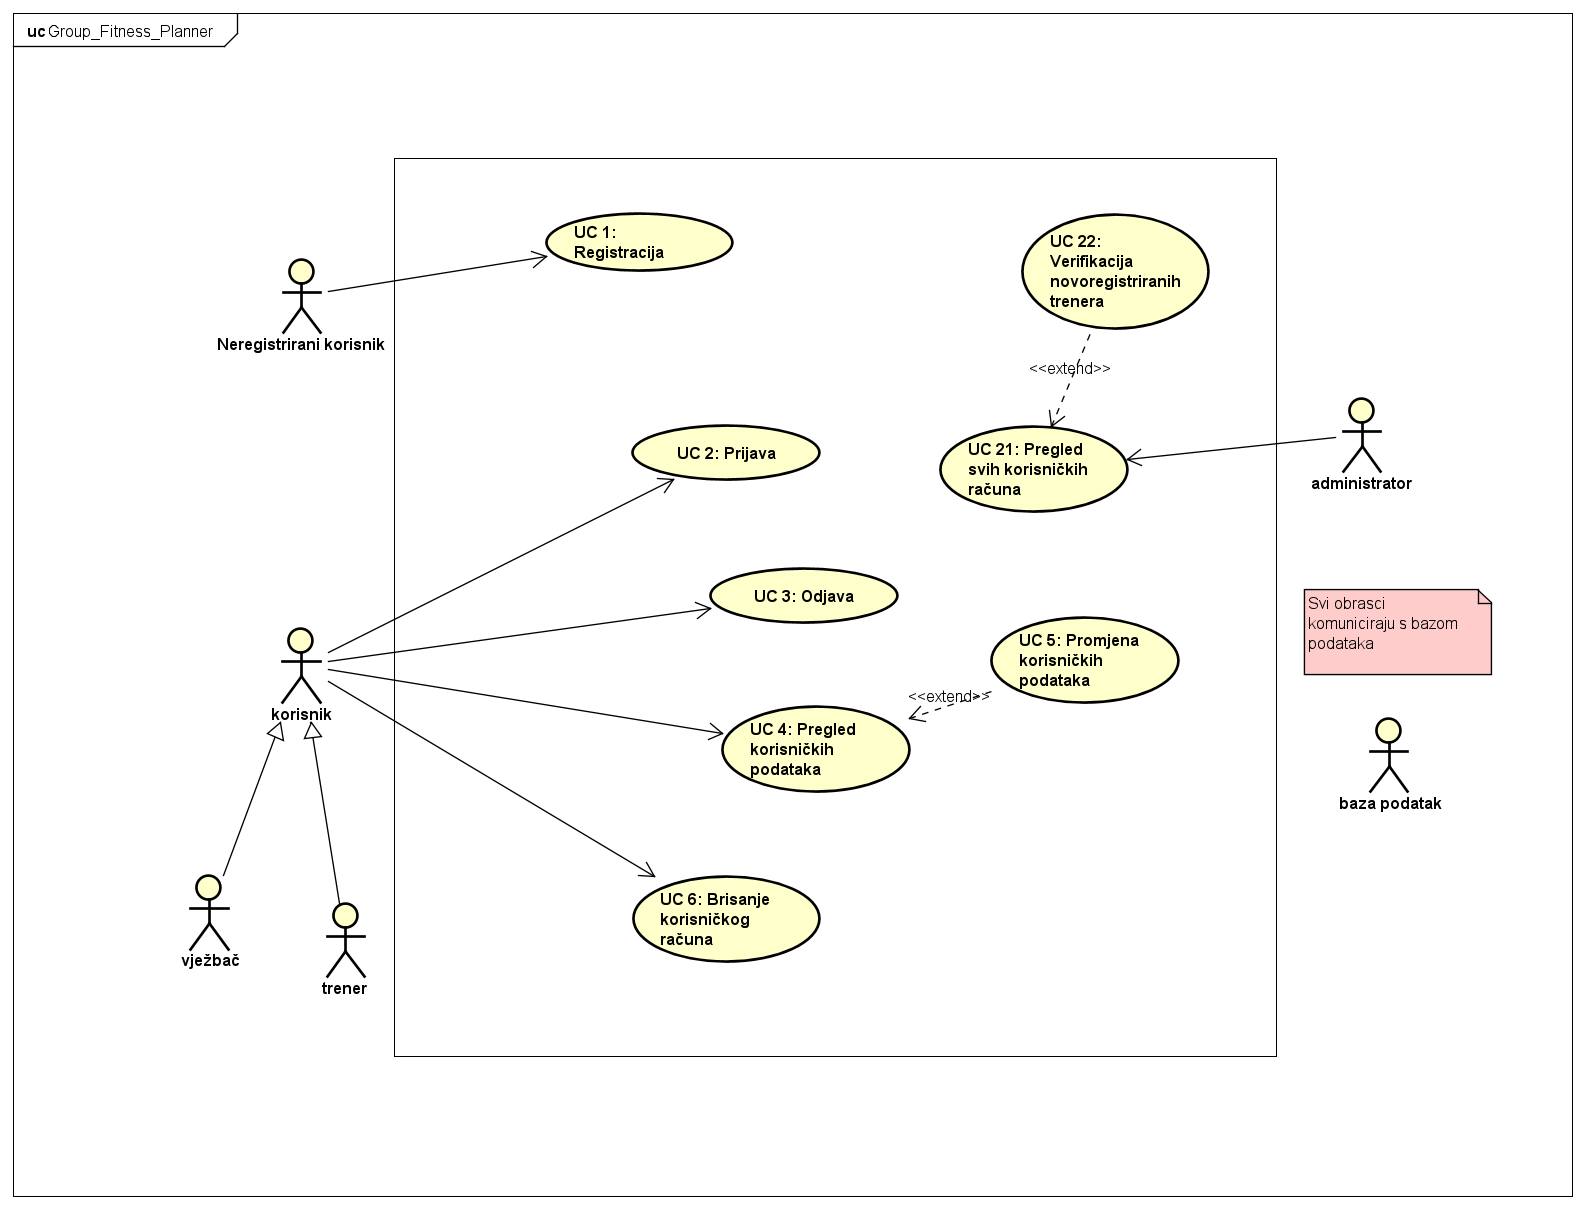 uc Group_Fitness_Planner
UC 1:
Registracija
UC 22:
Verifikacija
novoregistriranih
trenera
Neregistrirani korisnik
<<extend>>
UC 2: Prijava
UC 21: Pregled
svih korisničkih
računa
administrator
UC 3: Odjava
Svi obrasci
komuniciraju s bazom
podataka
UC 5: Promjena
korisničkih
podataka
<<extend>>
korisnik
UC 4: Pregled
korisničkih
podataka
baza podatak
UC 6: Brisanje
korisničkog
računa
vježbač
trener